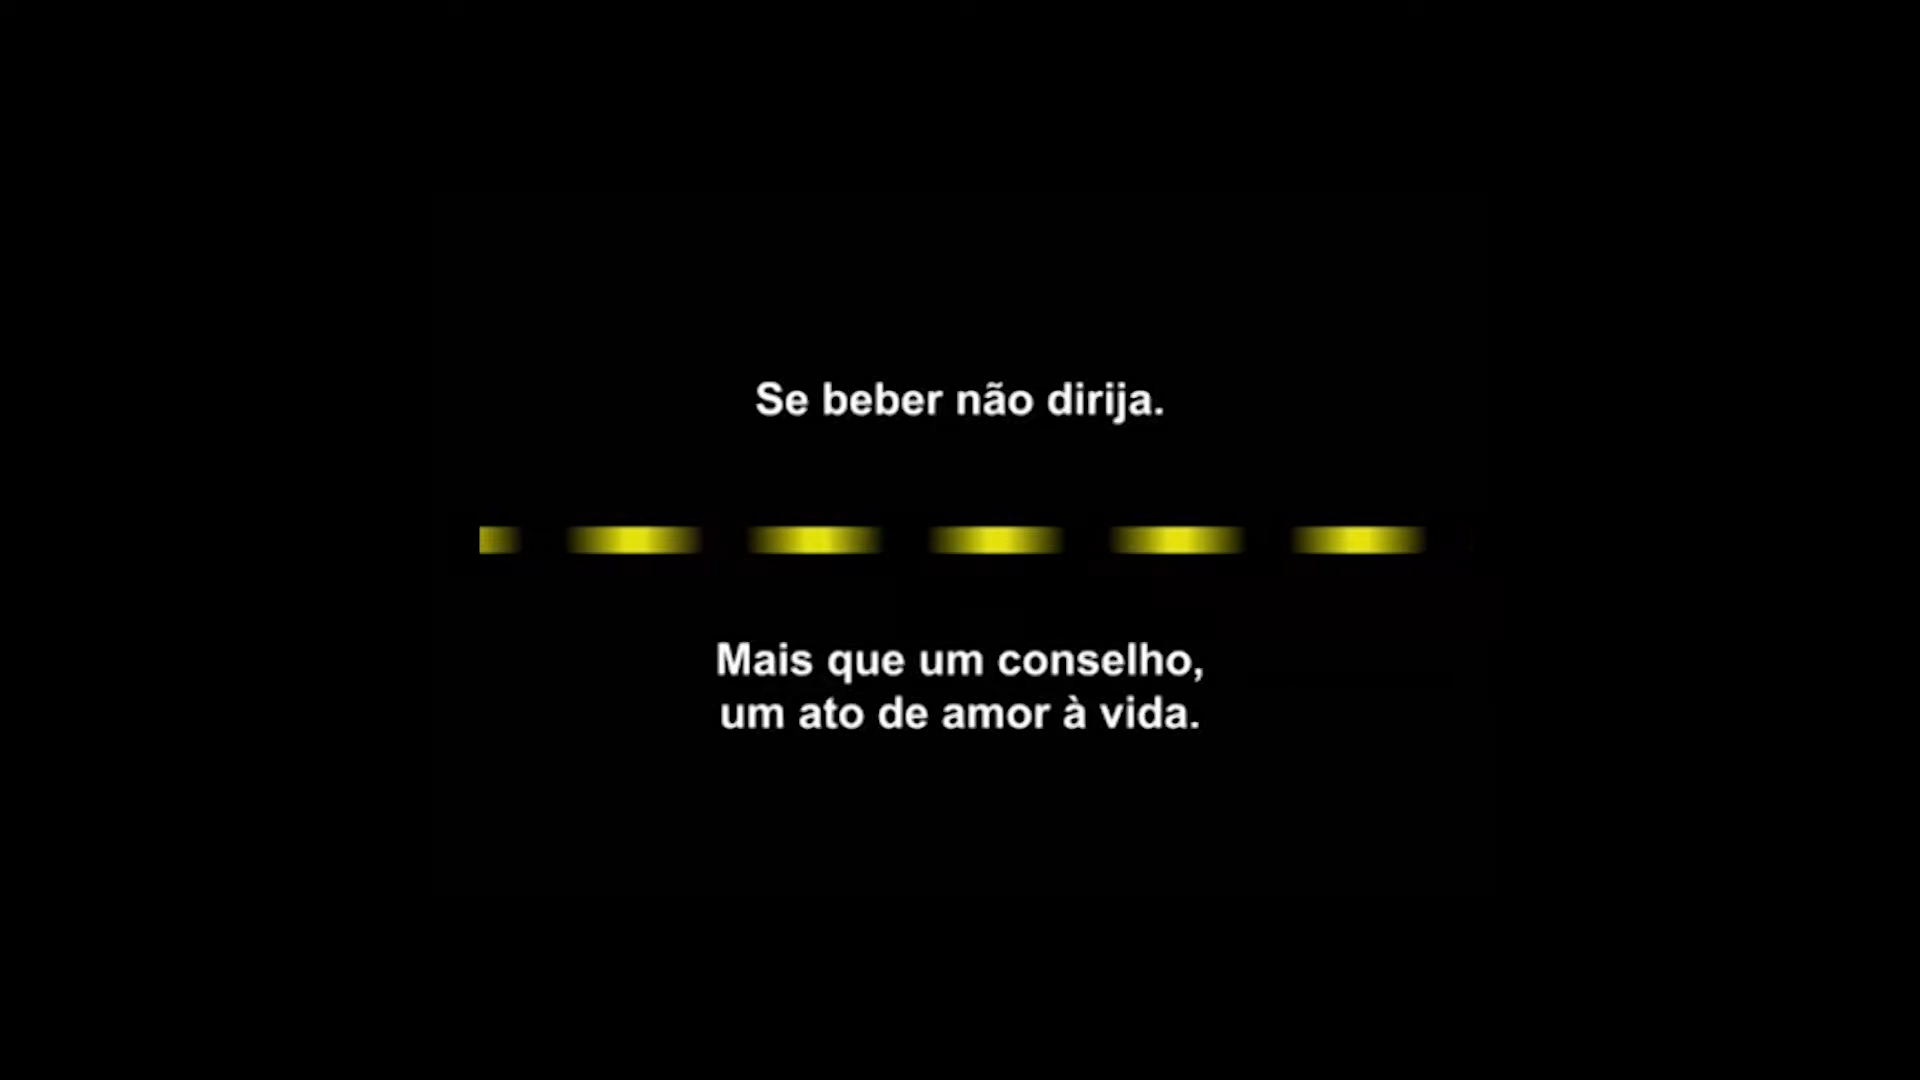 Se beber não dirija.
Mais que um conselho,
um ato de amor à vida.